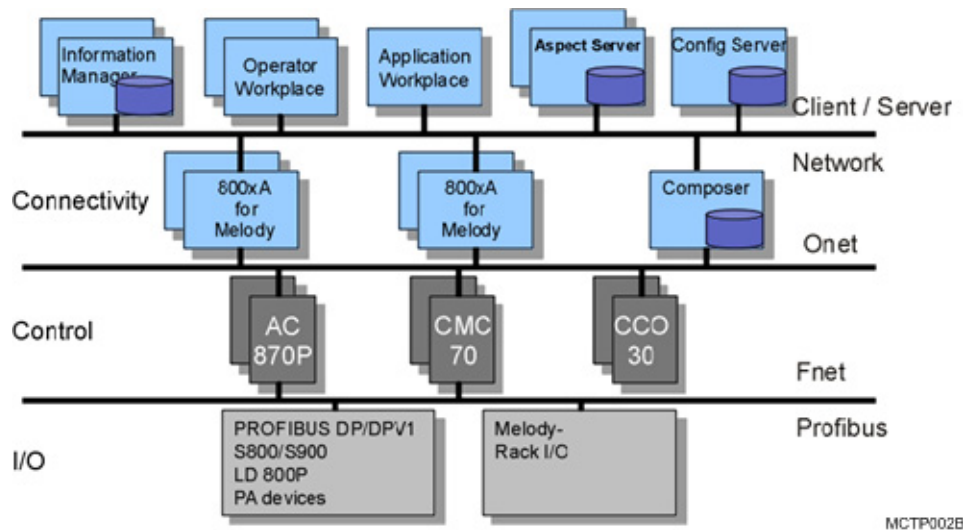 Information
Manager
Operator
Workplace
Application
Workplace
Aspect Server
Config Server
Client / Server
Network
Connectivity
800xA
for
Melody
800xA
for
Melody
Composer
Onet
Control
AC
870P
CMC
70
CCO
30
Fnet
Profibus
I/O
PROFIBUS DP/DPV1
S800/S900
LD 800P
PA devices
Melody-
Rack I/O
MCTP002B